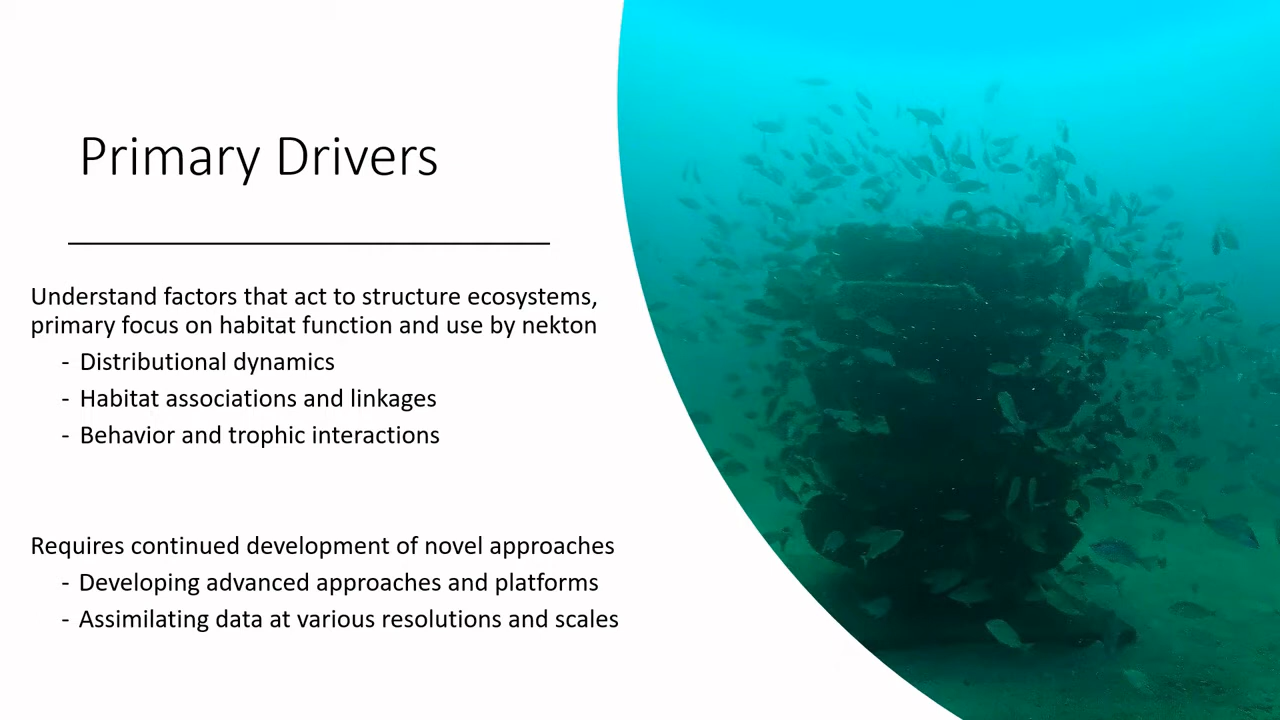 Primary Drivers
Understand factors that act to structure ecosystems,
primary focus on habitat function and use by nekton
- Distributional dynamics
- Habitat associations and linkages
- Behavior and trophic interactions
Requires continued development of novel approaches
- Developing advanced approaches and platforms
- Assimilating data at various resolutions and scales